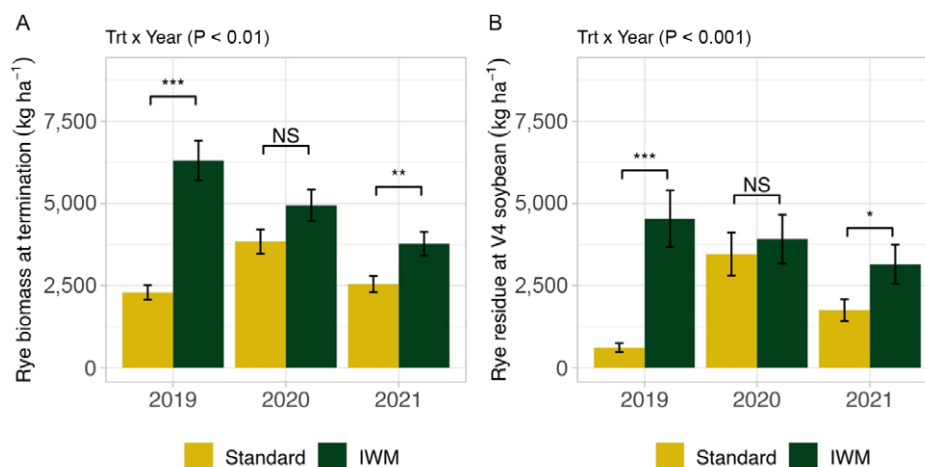 A
Trt x Year (P < 0.01)
Rye biomass at termination (kg ha⁻¹)
7,500
5,000
2,500
0
***
NS
**
2019
2020
2021
Standard
IWM
B
Trt x Year (P < 0.001)
Rye residue at V4 soybean (kg ha⁻¹)
7,500
5,000
2,500
0
***
NS
*
2019
2020
2021
Standard
IWM